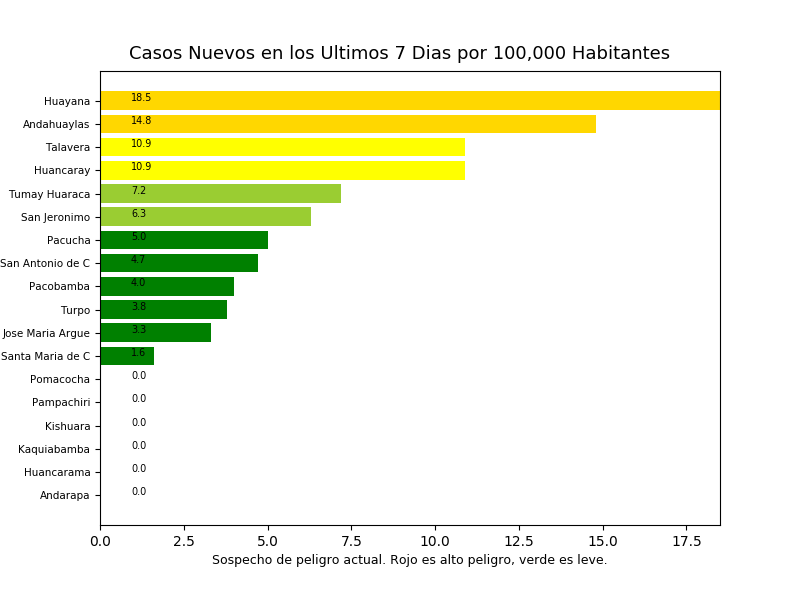 Casos Nuevos en los Ultimos 7 Dias por 100,000 Habitantes
Huayana 18.5
Andahuaylas 14.8
Talavera 10.9
Huancaray 10.9
Tumay Huaraca 7.2
San Jeronimo 6.3
Pacucha 5.0
San Antonio de C 4.7
Pacobamba 4.0
Turpo 3.8
Jose Maria Argue 3.3
Santa Maria de C 1.6
Pomacocha 0.0
Pampachiri 0.0
Kishuara 0.0
Kaquiabamba 0.0
Huancarama 0.0
Andarapa 0.0
0.0 2.5 5.0 7.5 10.0 12.5 15.0 17.5
Sospecho de peligro actual. Rojo es alto peligro, verde es leve.